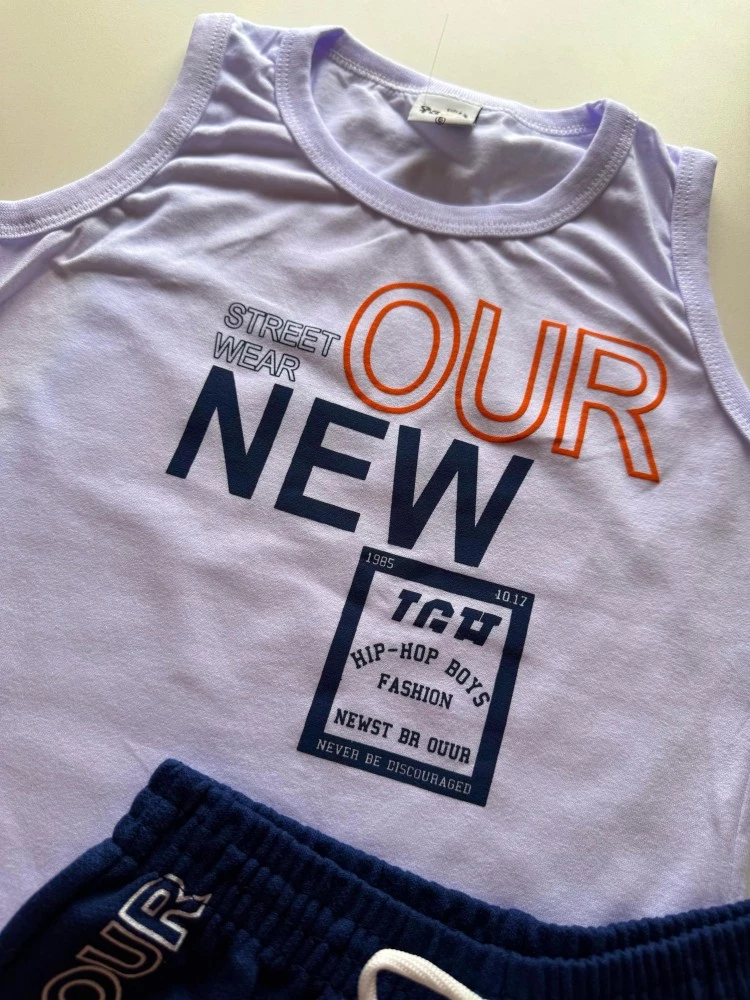 STREET
WEAR
OUR
NEW
1985
10.17
HIP-HOP BOYS
FASHION
NEWST BR OUUR
NEVER BE DISCOURAGED
OUR